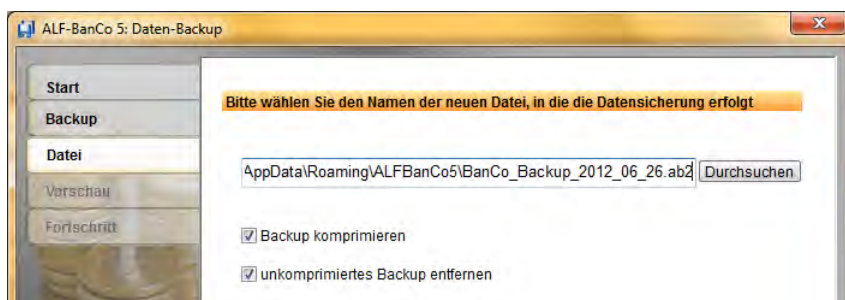 ALF-BanCo 5: Daten-Backup
Start
Backup
Datei
Vorschau
Fortschritt
Bitte wählen Sie den Namen der neuen Datei, in die die Datensicherung erfolgt
AppData\Roaming\ALFBanCo5\BanCo_Backup_2012_06_26.ab2 Durchsuchen
Backup komprimieren
unkomprimiertes Backup entfernen